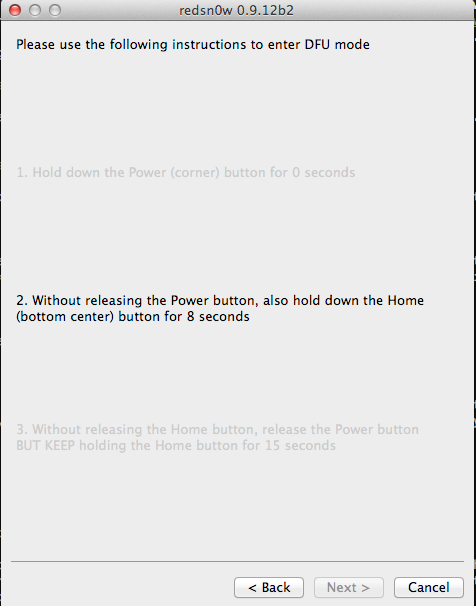 redsn0w 0.9.12b2
Please use the following instructions to enter DFU mode
1. Hold down the Power (corner) button for 0 seconds
2. Without releasing the Power button, also hold down the Home
(bottom center) button for 8 seconds
3. Without releasing the Home button, release the Power button
BUT KEEP holding the Home button for 15 seconds
< Back
Next >
Cancel